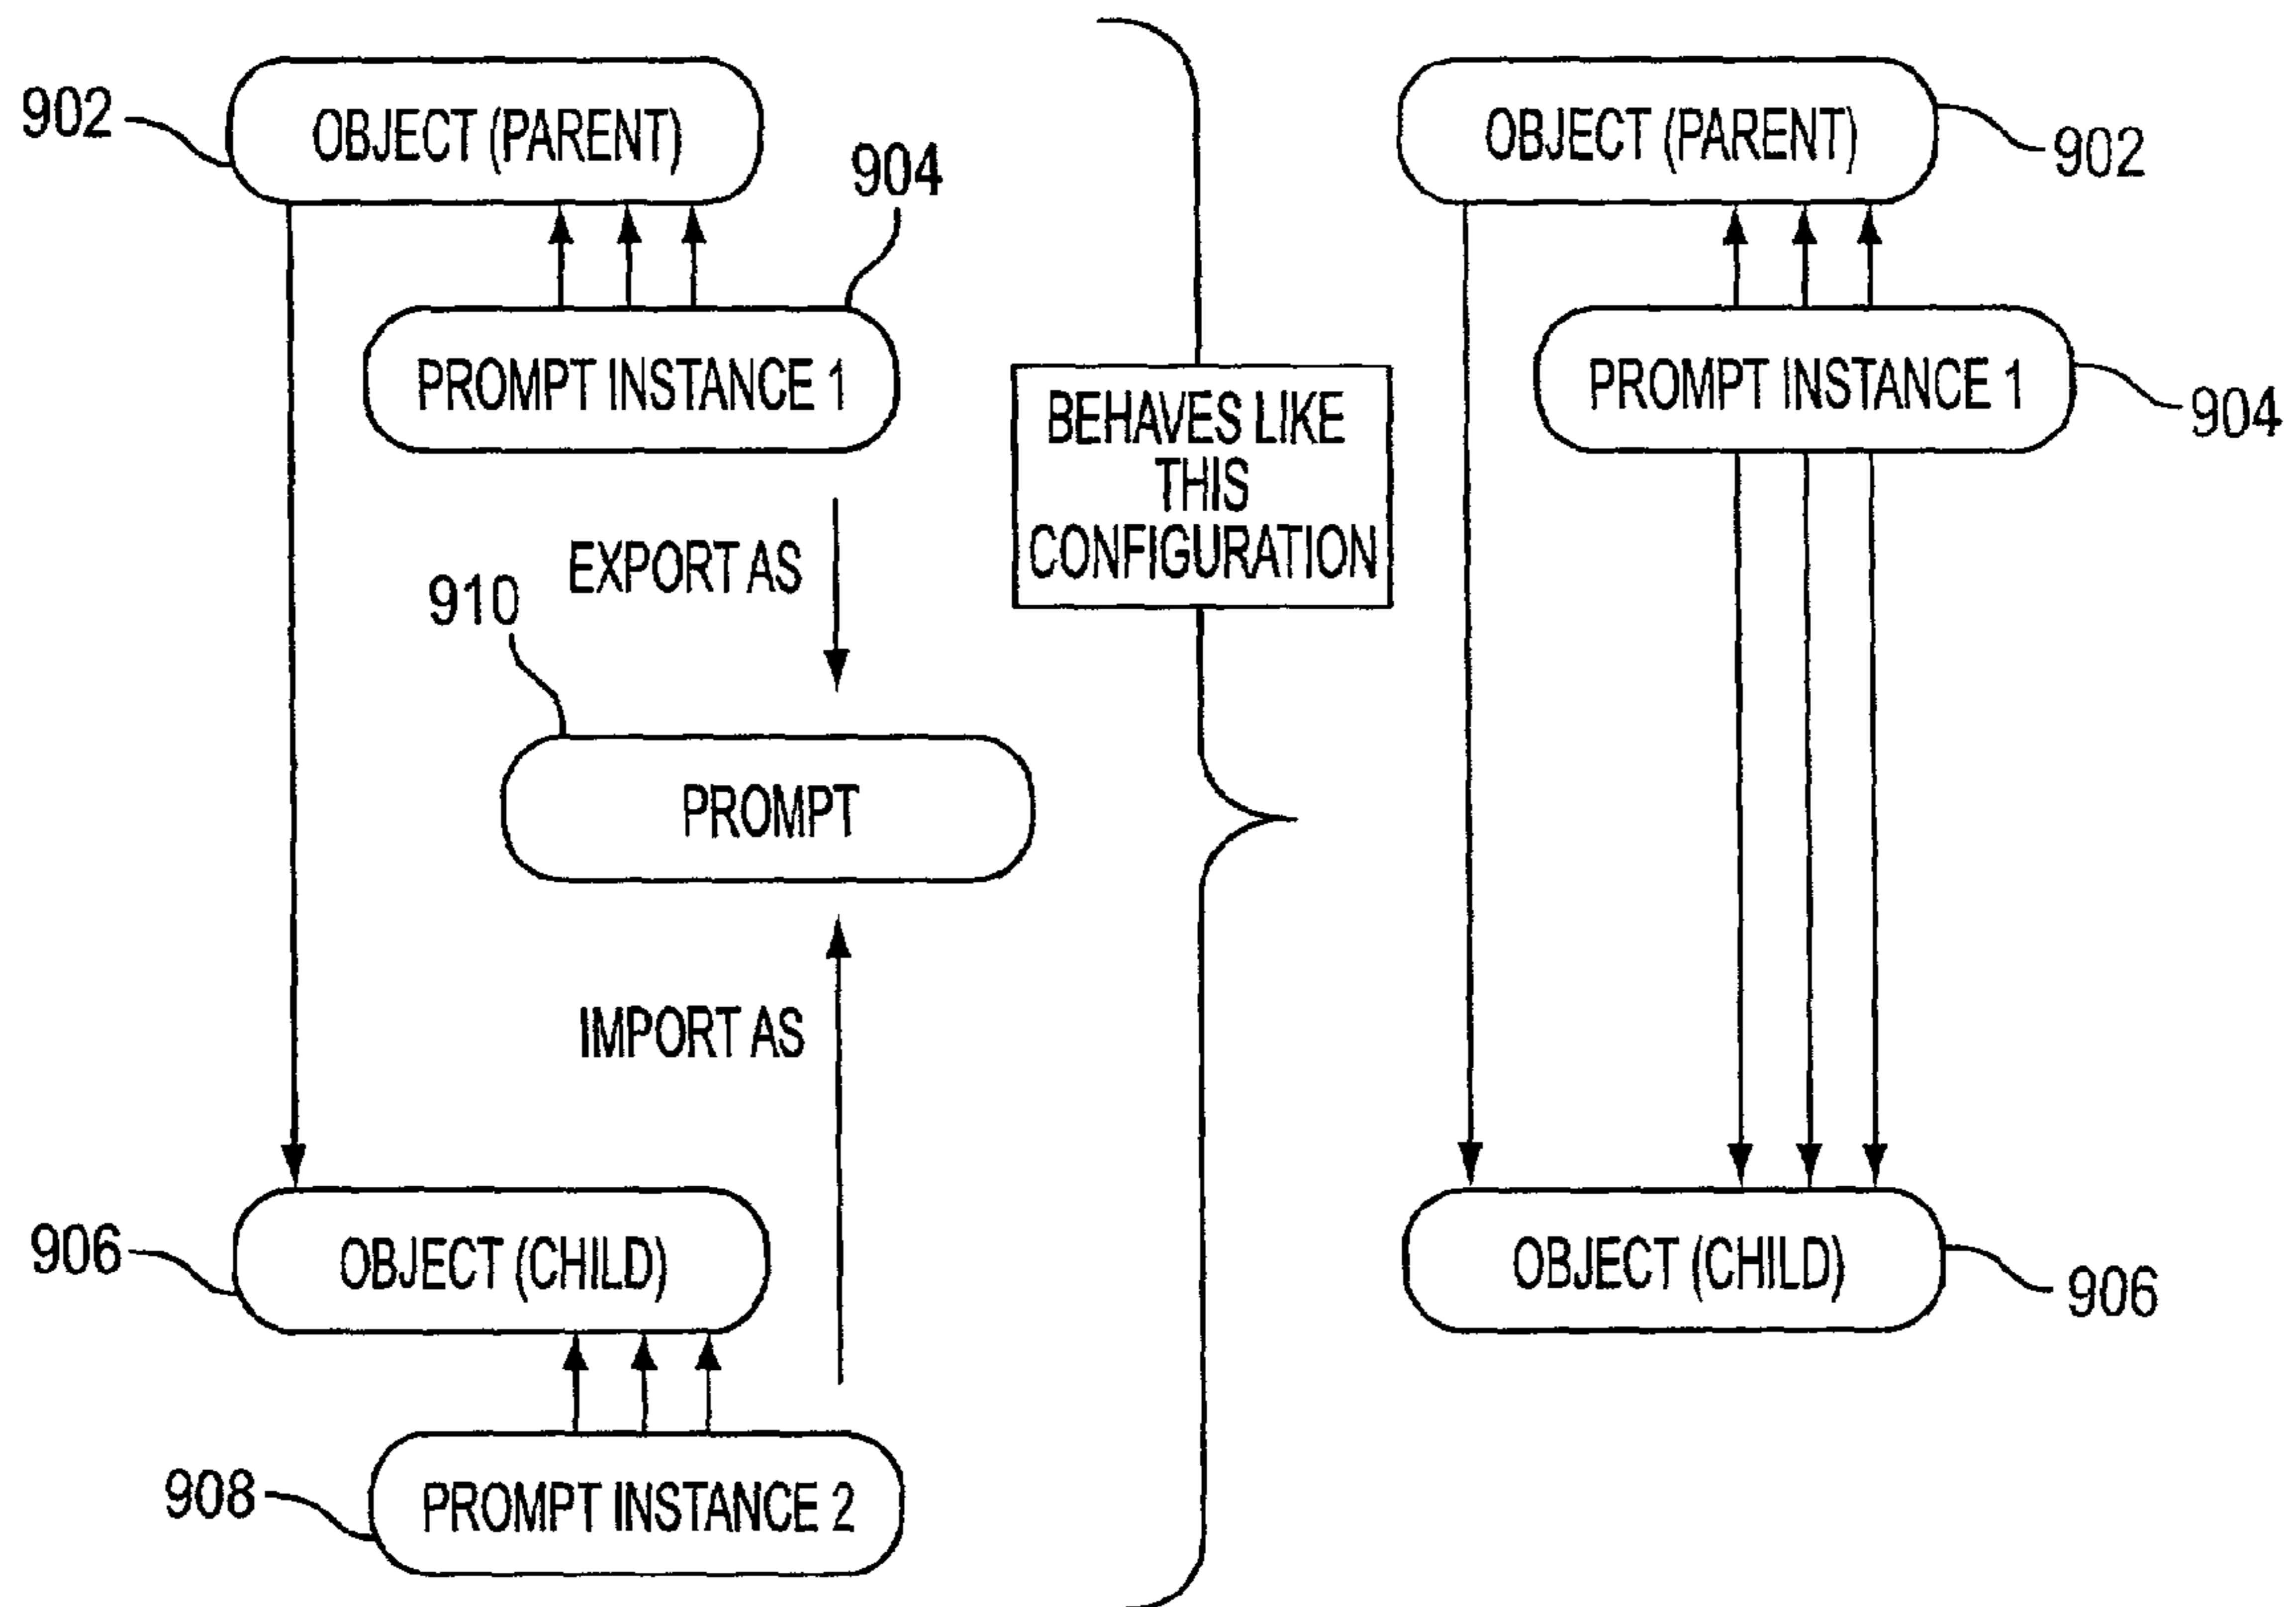 902
OBJECT (PARENT)
904
PROMPT INSTANCE 1
EXPORT AS
910
PROMPT
IMPORT AS
906
OBJECT (CHILD)
908
PROMPT INSTANCE 2
BEHAVES LIKE
THIS
CONFIGURATION
OBJECT (PARENT)
902
PROMPT INSTANCE 1
904
OBJECT (CHILD)
906